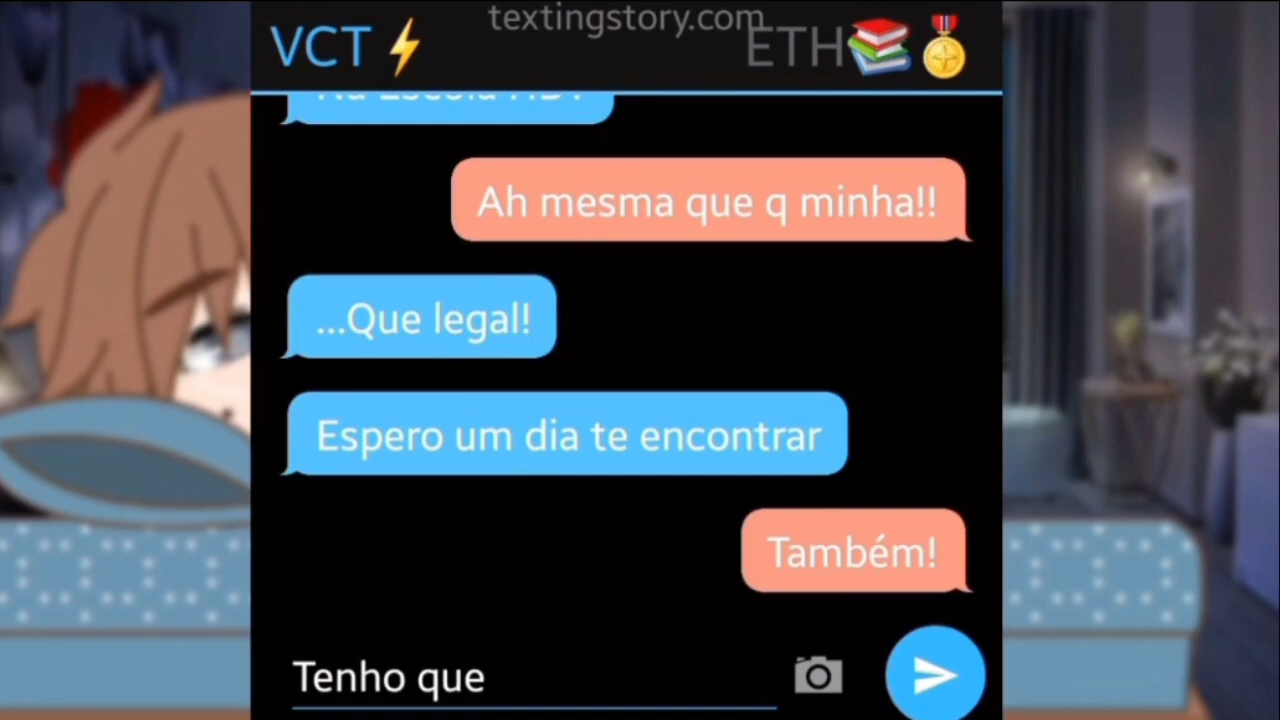 textingstory.com
VCT⚡ ETH📚🏅
Ah mesma que q minha!!
...Que legal!
Espero um dia te encontrar
Também!
Tenho que